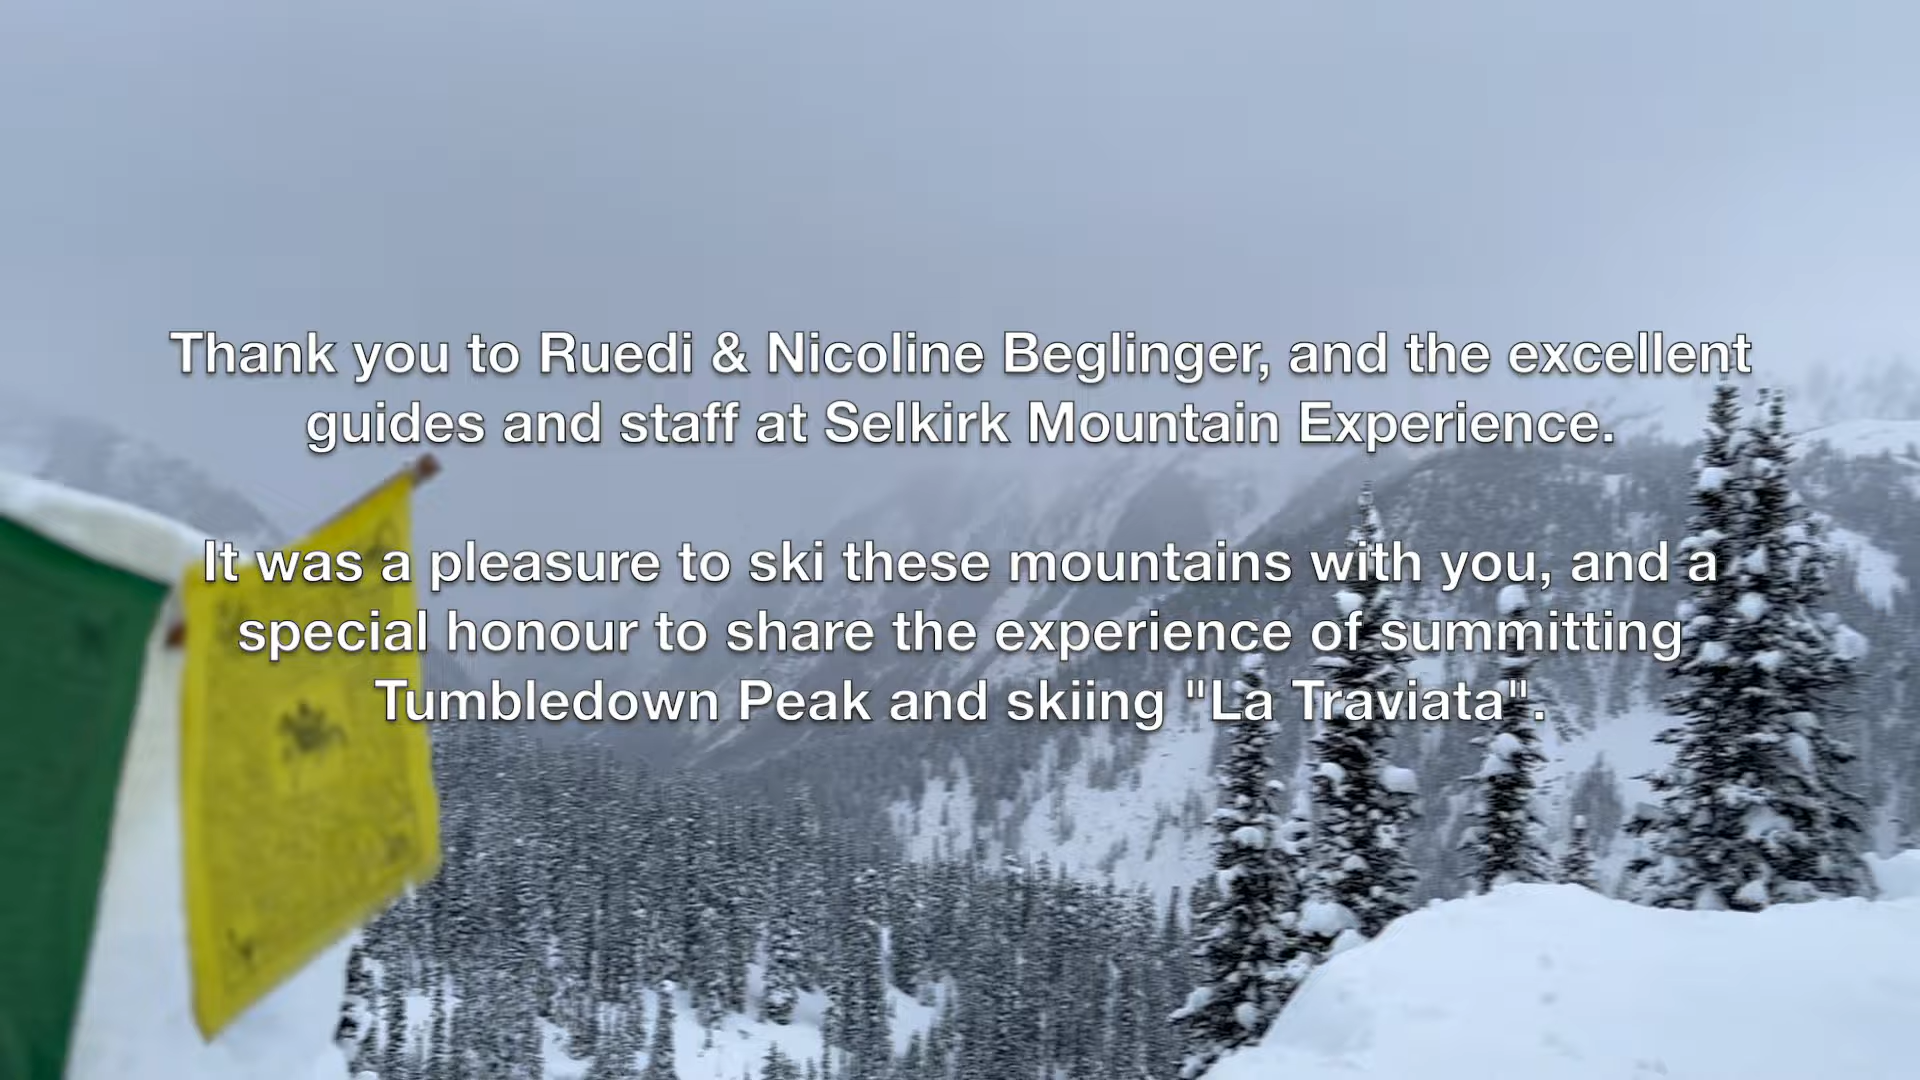 Thank you to Ruedi & Nicoline Beglinger, and the excellent
guides and staff at Selkirk Mountain Experience.
It was a pleasure to ski these mountains with you, and a
special honour to share the experience of summitting
Tumbledown Peak and skiing "La Traviata".